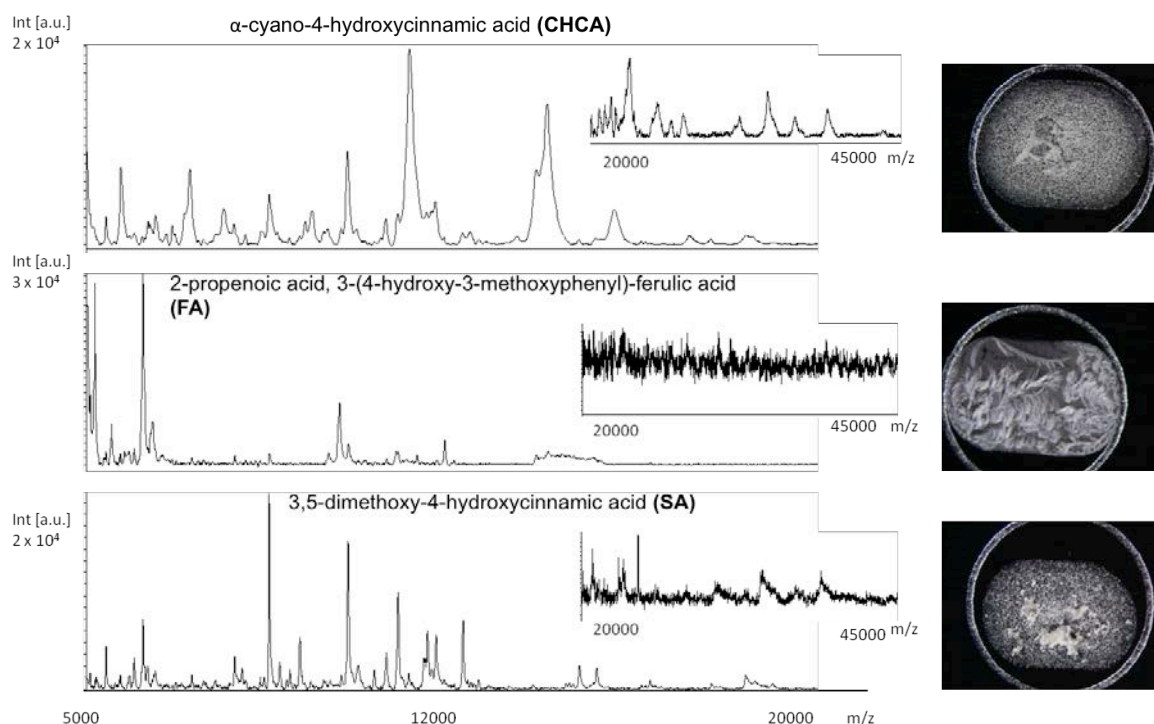 α-cyano-4-hydroxycinnamic acid (CHCA)
Int [a.u.]
2 x 10⁴
20000
45000 m/z
Int [a.u.]
3 x 10⁴
2-propenoic acid, 3-(4-hydroxy-3-methoxyphenyl)-ferulic acid
(FA)
20000
45000 m/z
Int [a.u.]
2 x 10⁴
3,5-dimethoxy-4-hydroxycinnamic acid (SA)
20000
45000 m/z
5000 12000 20000 m/z